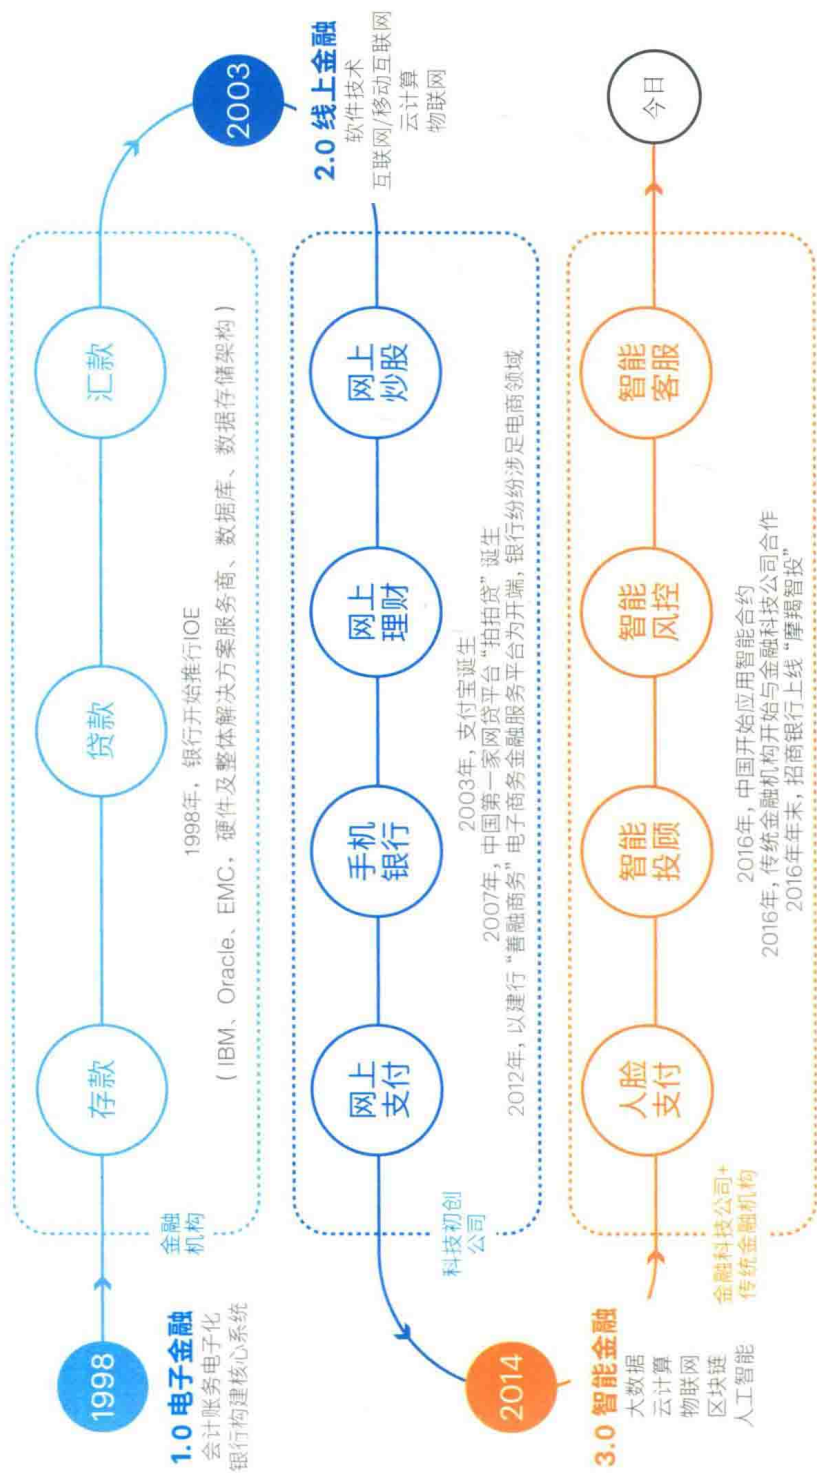 1998
1.0 电子金融
会计账务电子化
银行构建核心系统
金融
机构
存款
贷款
汇款
1998年，银行开始推行IOE
（IBM、Oracle、EMC，硬件及整体解决方案服务商、数据库、数据存储架构）
2003
2.0 线上金融
软件技术
互联网/移动互联网
云计算
物联网
科技初创
公司
网上
支付
手机
银行
网上
理财
网上
炒股
2003年，支付宝诞生
2007年，中国第一家网贷平台“拍拍贷”诞生
2012年，以建行“善融商务”电子商务金融服务平台为开端，银行纷纷涉足电商领域
2014
3.0 智能金融
大数据
云计算
物联网
区块链
人工智能
金融科技公司+
传统金融机构
人脸
支付
智能
投顾
智能
风控
智能
客服
今日
2016年，中国开始应用智能合约
2016年，传统金融机构开始与金融科技公司合作
2016年年末，招商银行上线“摩羯智投”